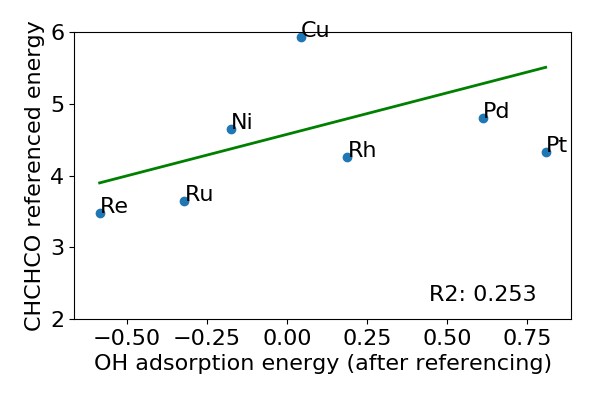 CHCHCO referenced energy
6
5
4
3
2
Cu
Ni
Pd
Rh
Pt
Ru
Re
R2: 0.253
−0.50 −0.25 0.00 0.25 0.50 0.75
OH adsorption energy (after referencing)